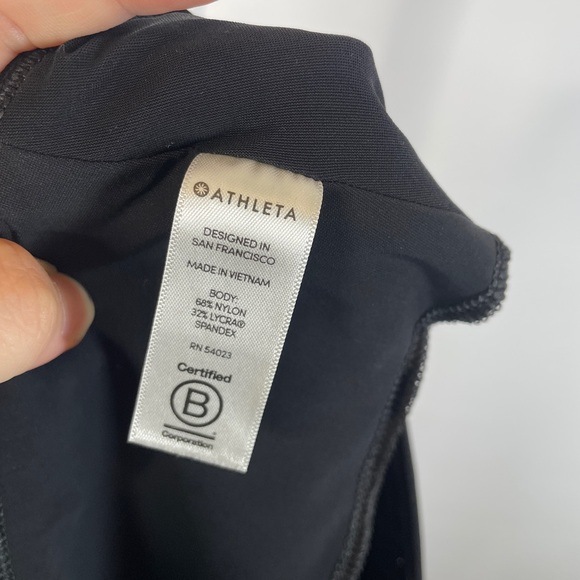 ATHLETA
DESIGNED IN
SAN FRANCISCO
MADE IN VIETNAM
BODY:
68% NYLON
32% LYCRA®
SPANDEX
RN 54023
Certified
B
Corporation